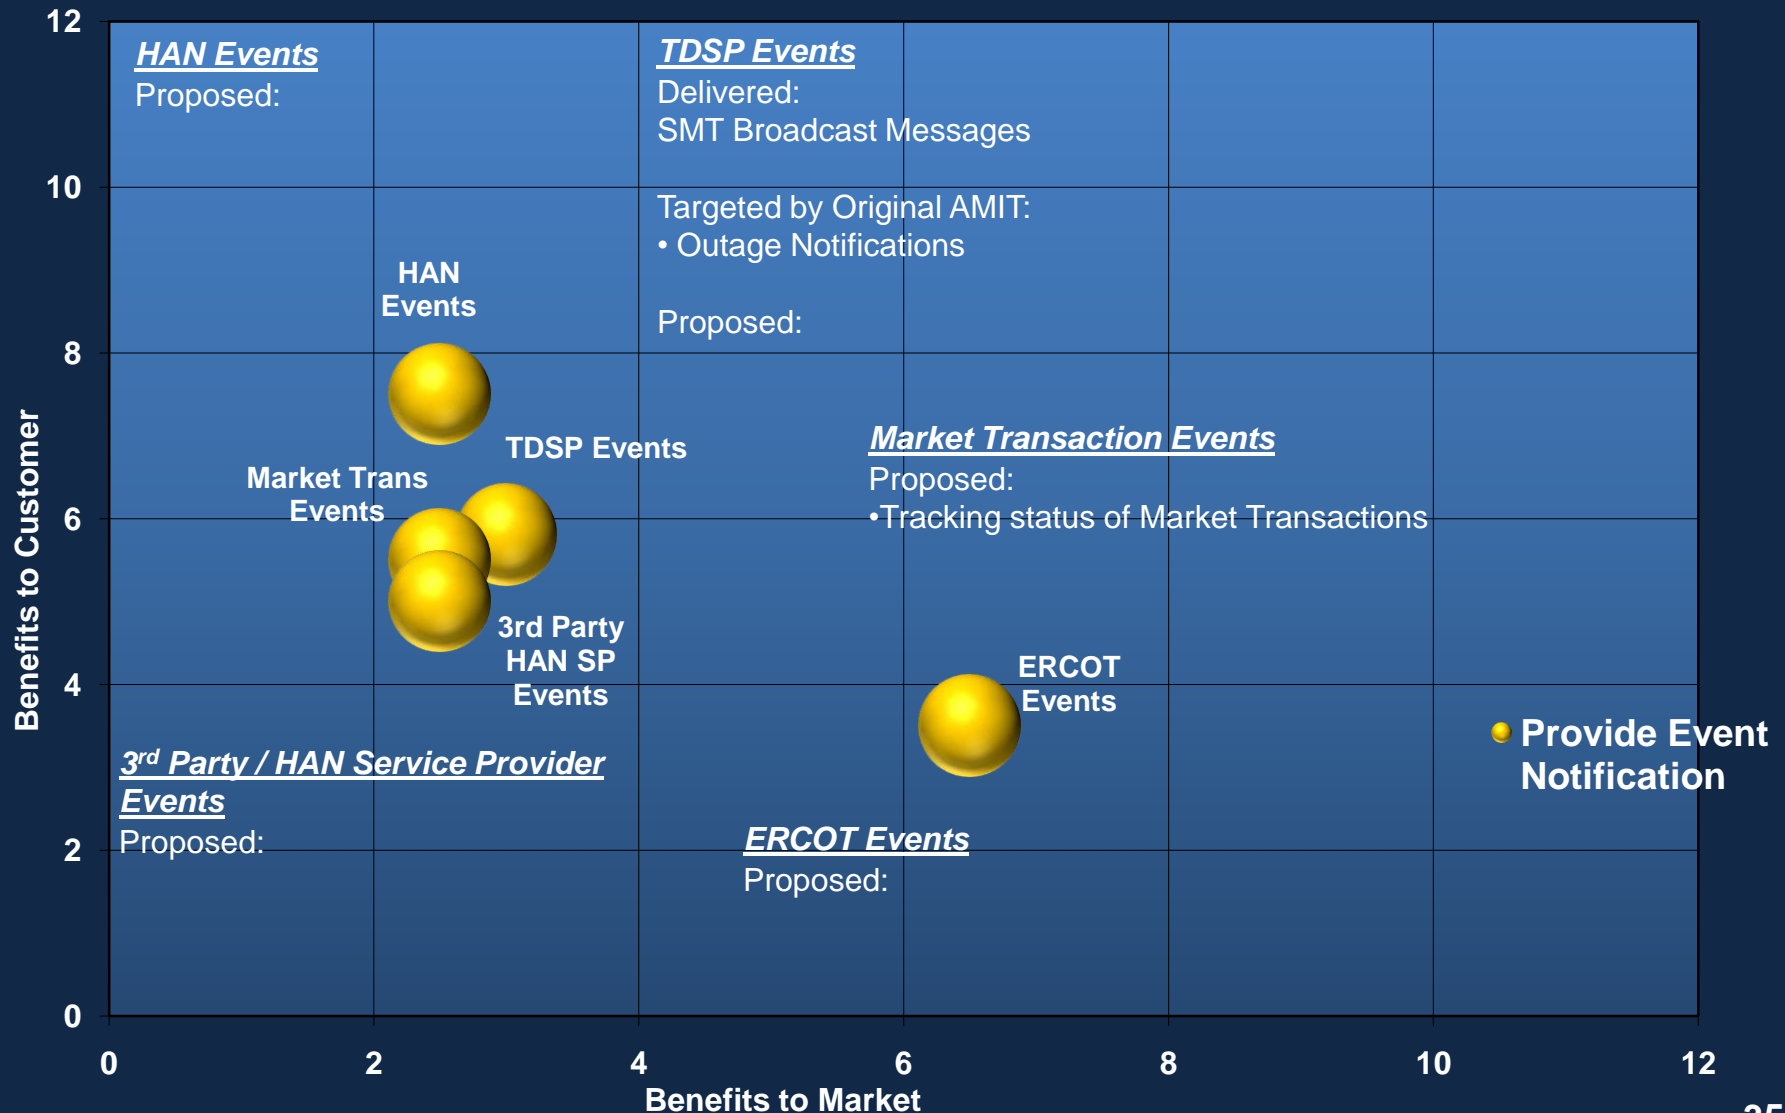 12
10
8
6
4
2
0
Benefits to Customer
HAN Events
Proposed:
TDSP Events
Delivered:
SMT Broadcast Messages
Targeted by Original AMIT:
• Outage Notifications
Proposed:
HAN
Events
TDSP Events
Market Trans
Events
3rd Party
HAN SP
Events
Market Transaction Events
Proposed:
•Tracking status of Market Transactions
ERCOT
Events
Provide Event
Notification
3rd Party / HAN Service Provider
Events
Proposed:
ERCOT Events
Proposed:
0 2 4 6 8 10 12
Benefits to Market